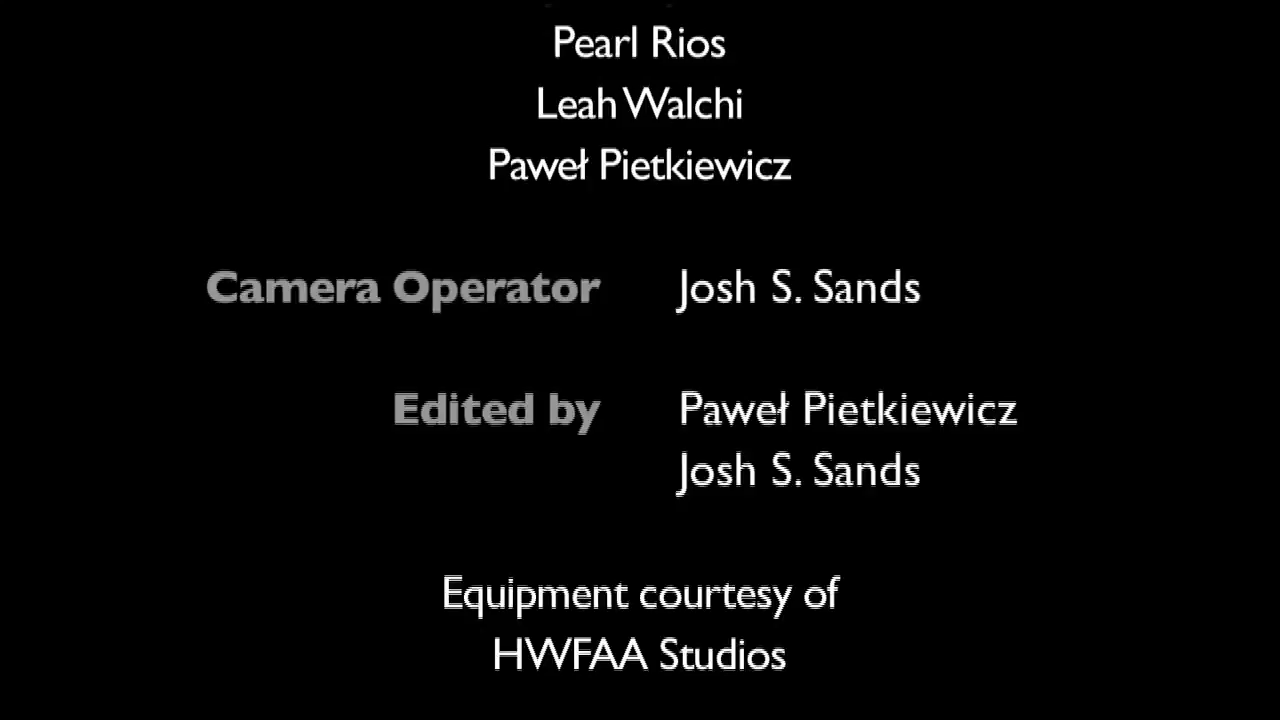 Pearl Rios
Leah Walchi
Paweł Pietkiewicz
Camera Operator Josh S. Sands
Edited by Paweł Pietkiewicz
Josh S. Sands
Equipment courtesy of
HWFAA Studios